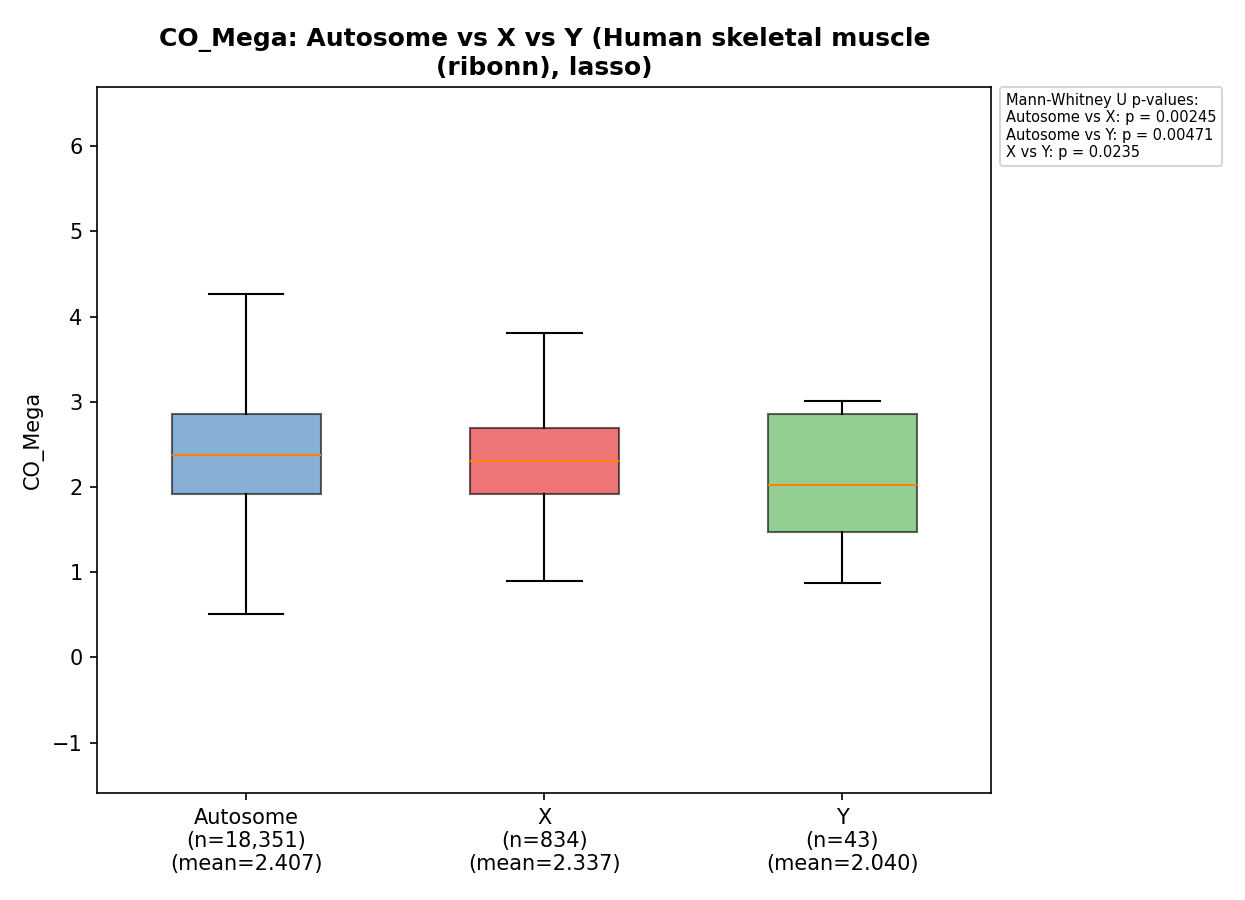 CO_Mega: Autosome vs X vs Y (Human skeletal muscle
(ribonn), lasso)
Mann-Whitney U p-values:
Autosome vs X: p = 0.00245
Autosome vs Y: p = 0.00471
X vs Y: p = 0.0235
CO_Mega
6
5
4
3
2
1
0
−1
Autosome
(n=18,351)
(mean=2.407)
X
(n=834)
(mean=2.337)
Y
(n=43)
(mean=2.040)